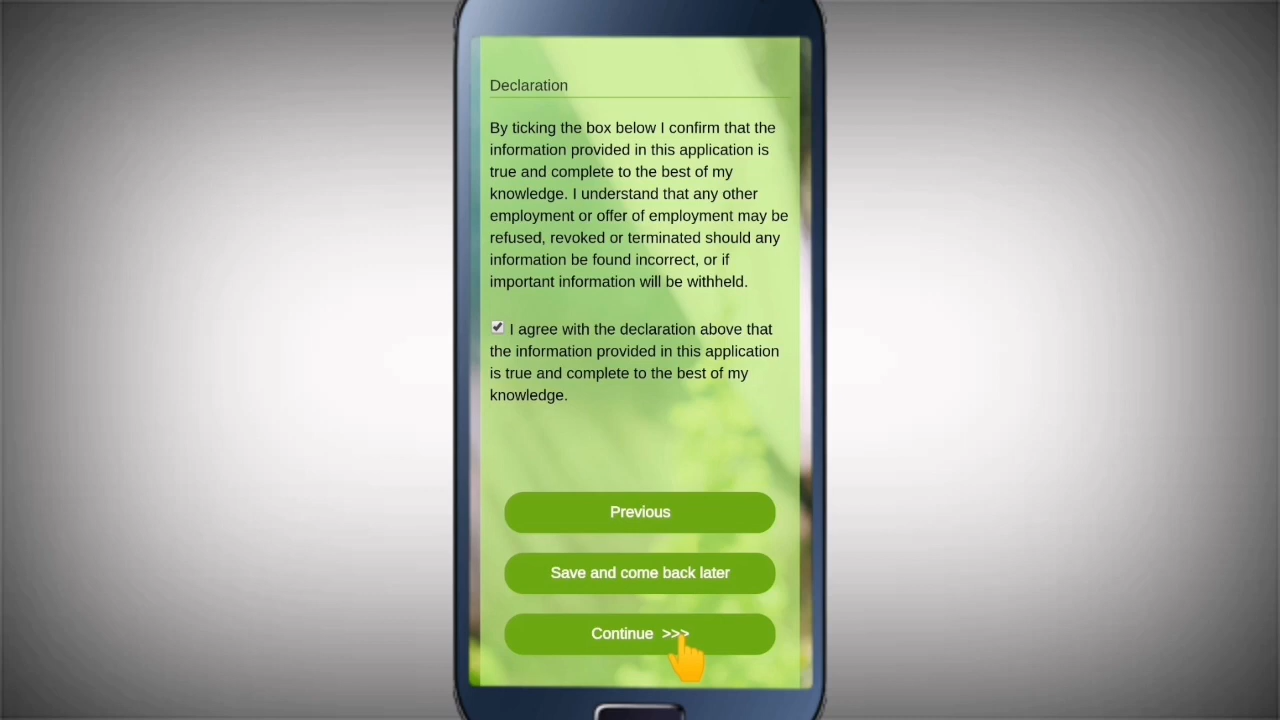 Declaration
By ticking the box below I confirm that the
information provided in this application is
true and complete to the best of my
knowledge. I understand that any other
employment or offer of employment may be
refused, revoked or terminated should any
information be found incorrect, or if
important information will be withheld.
I agree with the declaration above that
the information provided in this application
is true and complete to the best of my
knowledge.
Previous
Save and come back later
Continue >>>